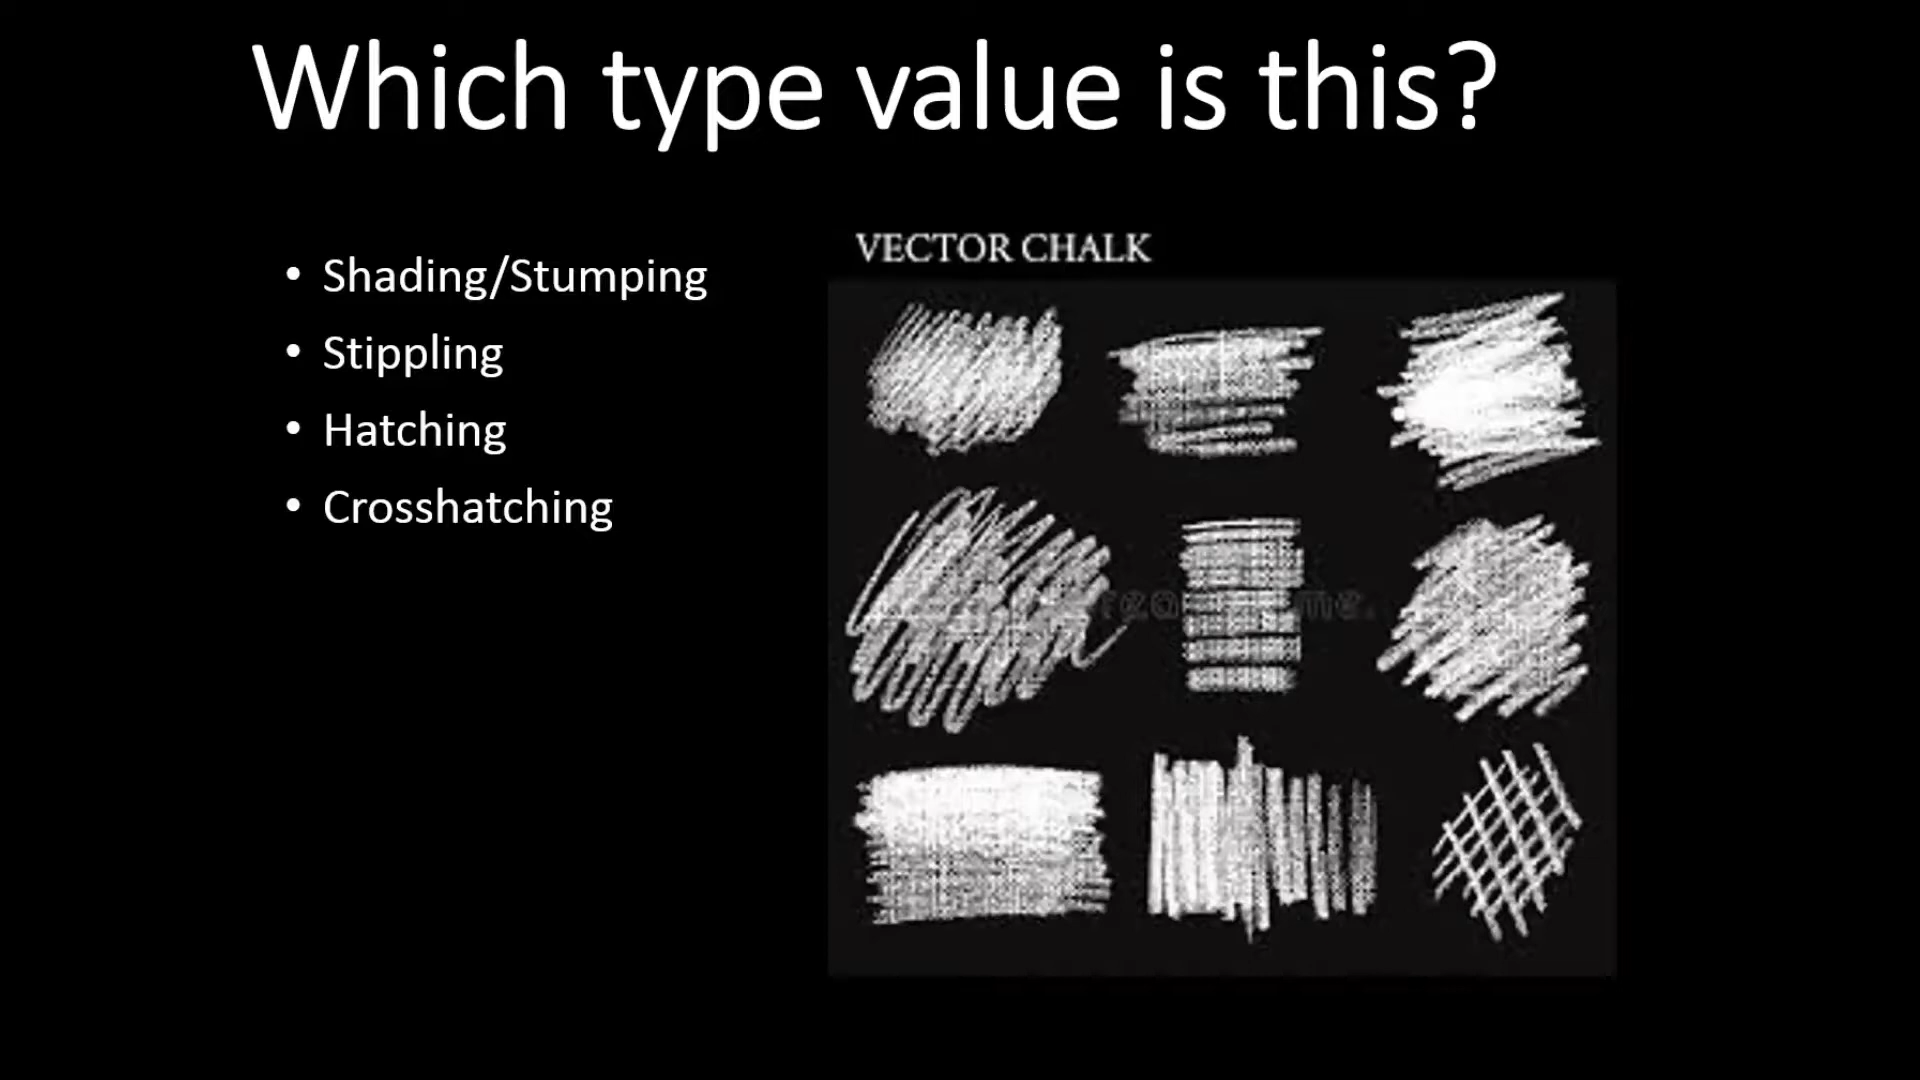 Which type value is this?
• Shading/Stumping
• Stippling
• Hatching
• Crosshatching
VECTOR CHALK